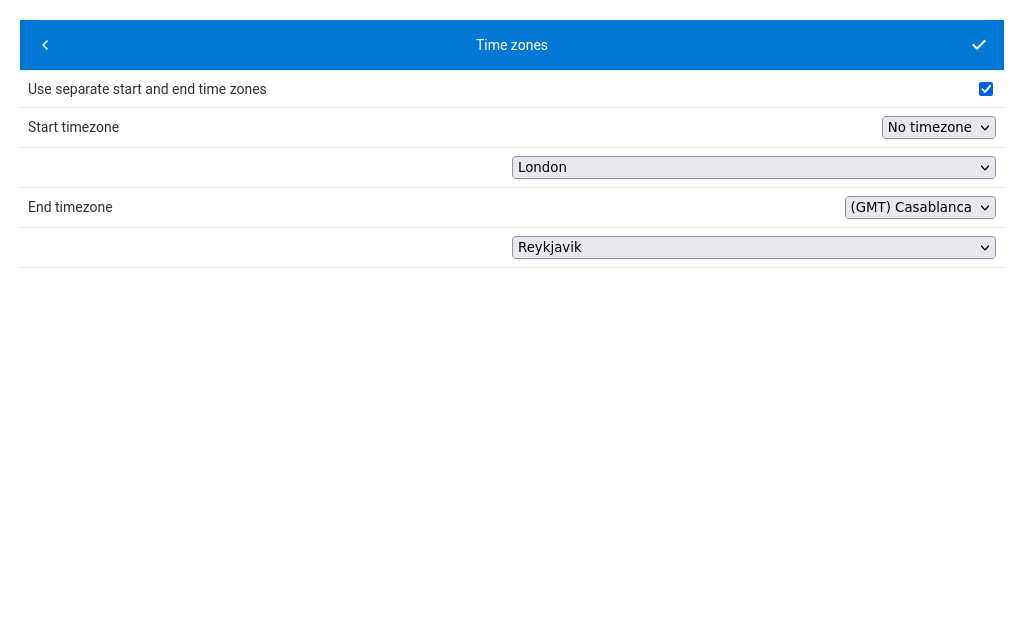 Time zones
Use separate start and end time zones
Start timezone No timezone
London
End timezone (GMT) Casablanca
Reykjavik